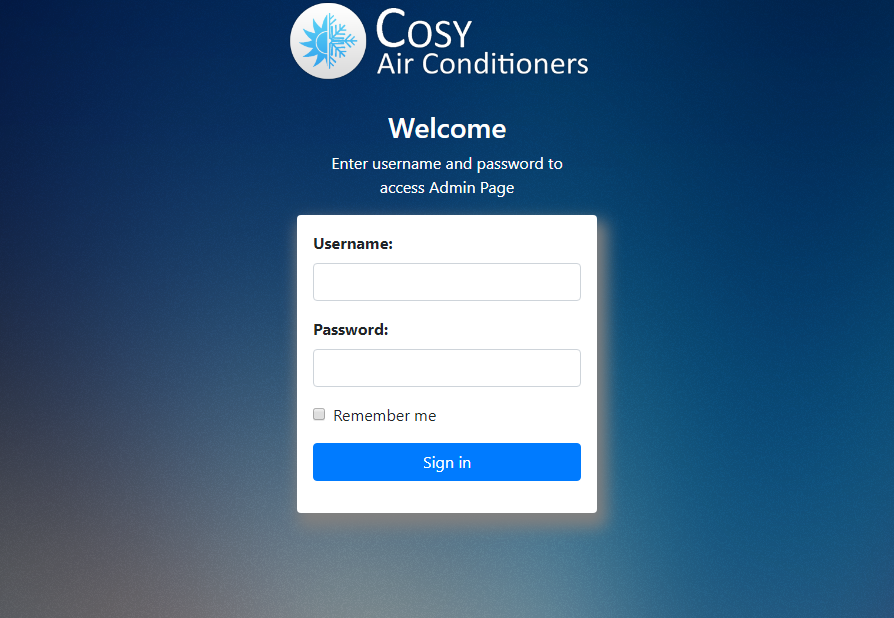 Cosy
Air Conditioners
Welcome
Enter username and password to
access Admin Page
Username:
Password:
Remember me
Sign in